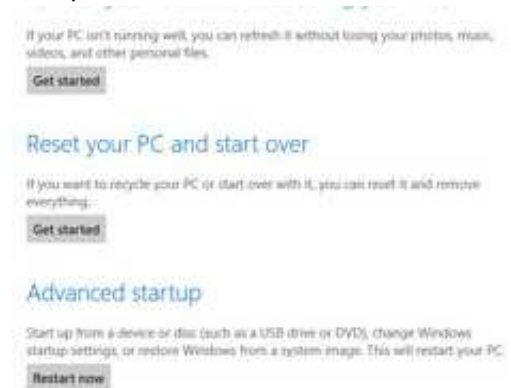 If your PC isn't running well, you can refresh it without losing your photos, music,
videos, and other personal files.
Get started
Reset your PC and start over
If you want to recycle your PC or start over with it, you can reset it and remove
everything.
Get started
Advanced startup
Start up from a device or disc (such as a USB drive or DVD), change Windows
startup settings, or restore Windows from a system image. This will restart your PC.
Restart now